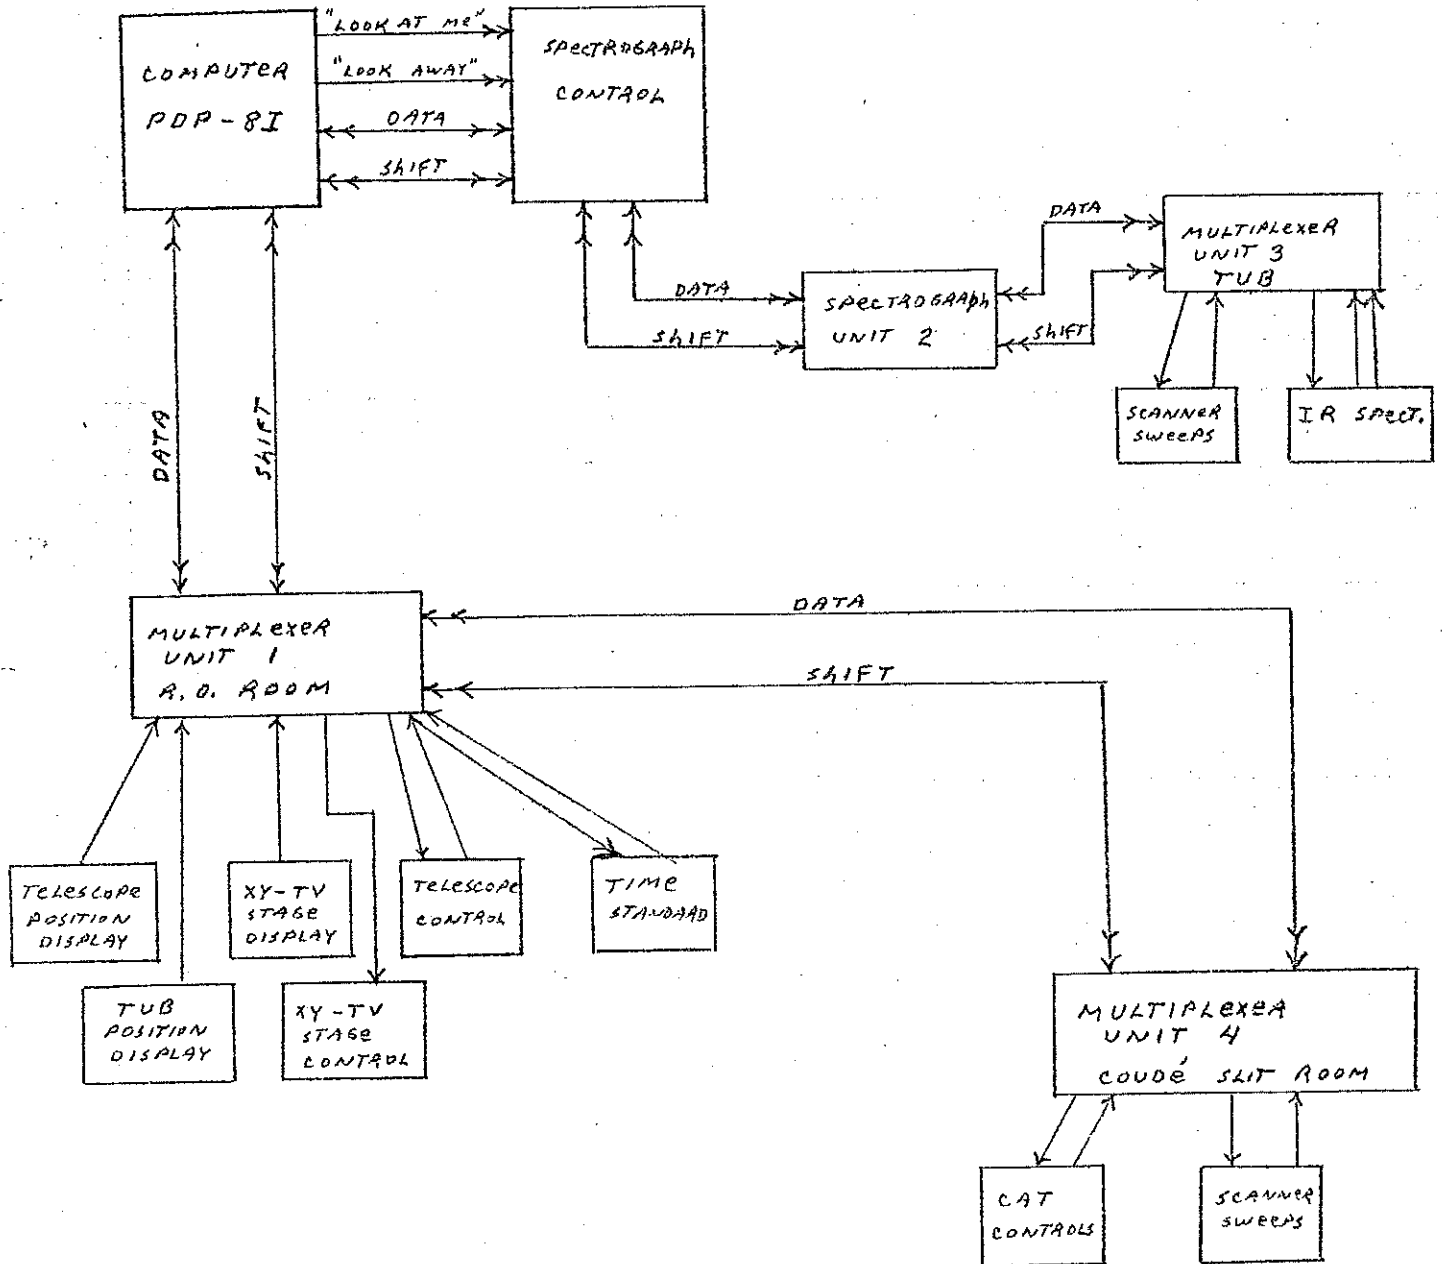 COMPUTER
PDP-8I
"LOOK AT Me"
"LOOK AWAY"
DATA
ShIFT
SPeCTROGRAPh
CONTROL
DATA
ShIFT
SPeCTROGRAPh
UNIT 2
DATA
ShIFT
MULTIPLexeR
UNIT 3
TUB
SCANNeR
SweePS
IR SPeCT.
DATA
ShIFT
MULTIPLexeR
UNIT 1
R.O. ROOM
DATA
ShIFT
TeLeSCOPe
POSITION
DISPLAY
TUB
POSITION
DISPLAY
XY-TV
STAGe
DISPLAY
XY-TV
STAGe
CONTROL
TeLeSCOPe
CONTROL
TIMe
STANDARD
MULTIPLexeR
UNIT 4
COUDé SLIT ROOM
CAT
CONTROLS
SCANNeR
SweePS